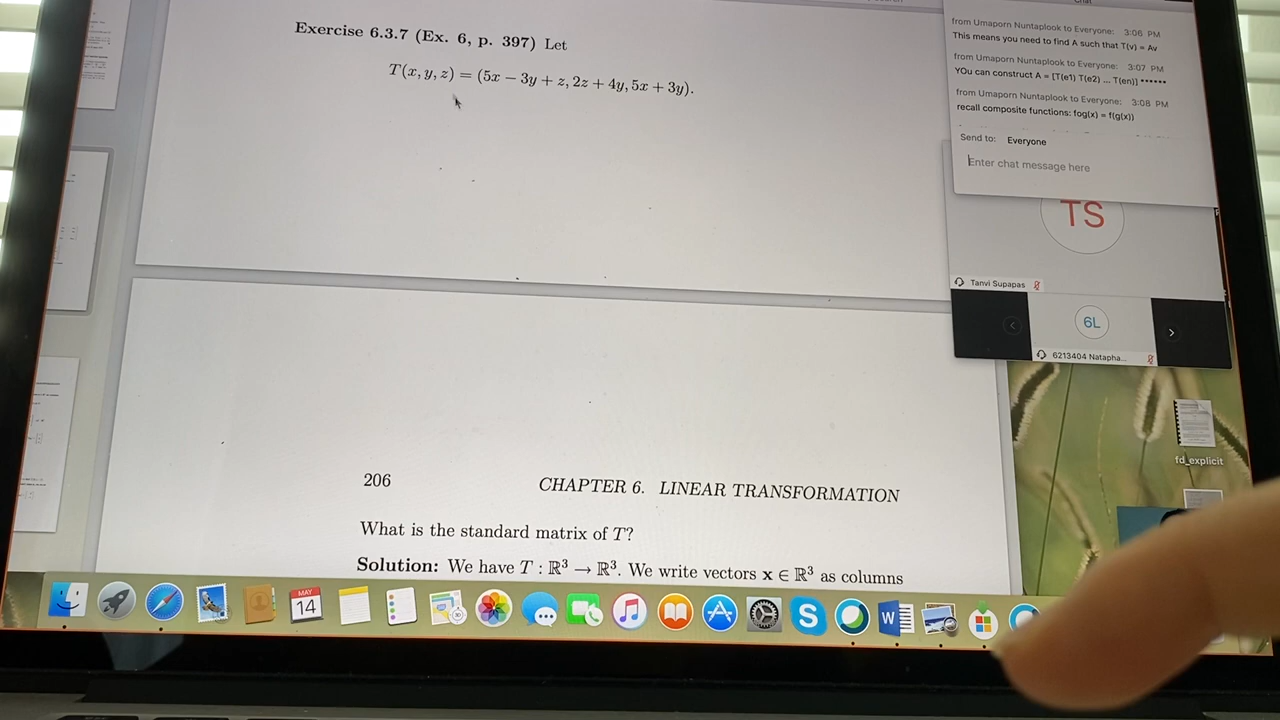 Exercise 6.3.7 (Ex. 6, p. 397) Let
T(x, y, z) = (5x − 3y + z, 2z + 4y, 5x + 3y).
206
CHAPTER 6. LINEAR TRANSFORMATION
What is the standard matrix of T?
Solution: We have T : ℝ³ → ℝ³. We write vectors x ∈ ℝ³ as columns
from Umaporn Nuntaplook to Everyone: 3:06 PM
This means you need to find A such that T(v) = Av
from Umaporn Nuntaplook to Everyone: 3:07 PM
YOu can construct A = [T(e1) T(e2) ... T(en)] ••••••
from Umaporn Nuntaplook to Everyone: 3:08 PM
recall composite functions: fog(x) = f(g(x))
Send to: Everyone
Enter chat message here
TS
Tanvi Supapas
6L
6213404 Natapha...
fd_explicit
MAY
14
30
S
W